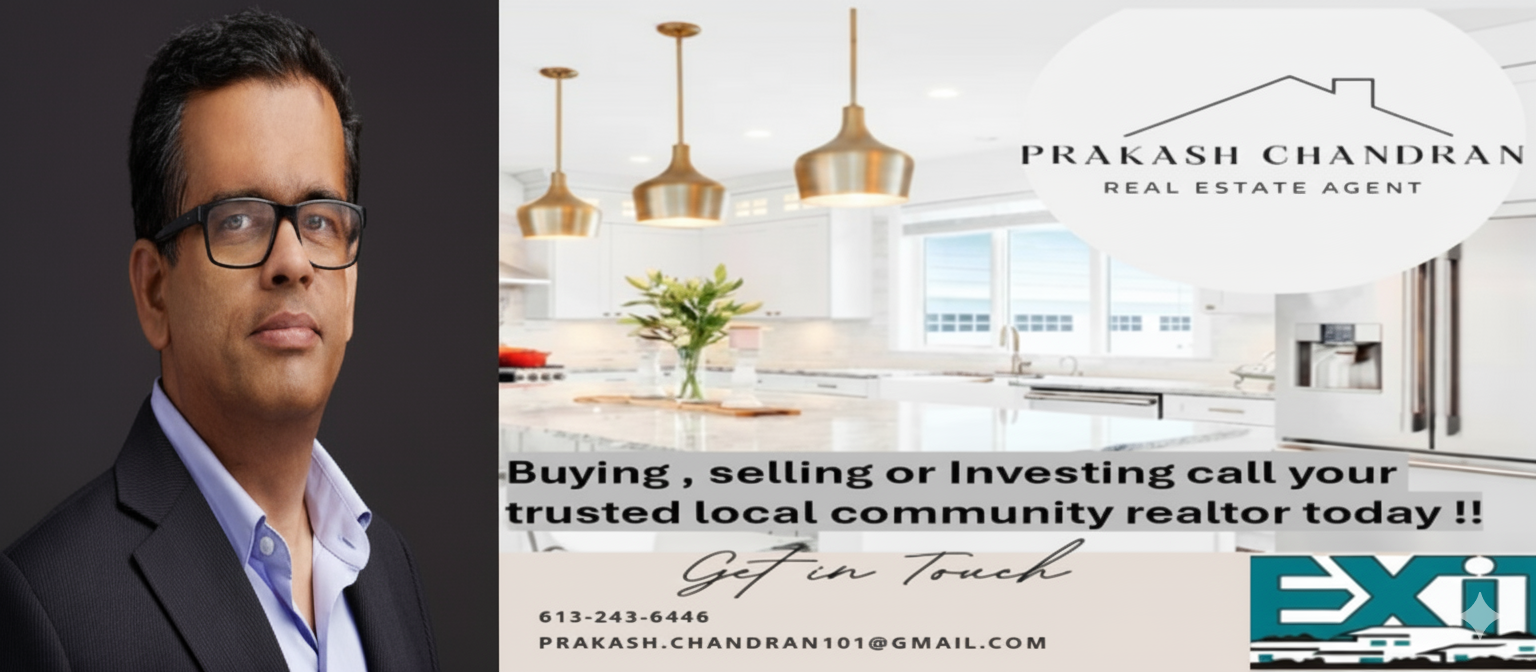 PRAKASH CHANDRAN
REAL ESTATE AGENT
Buying , selling or Investing call your
trusted local community realtor today !!
Get in Touch
613-243-6446
PRAKASH.CHANDRAN101@GMAIL.COM
EXiT